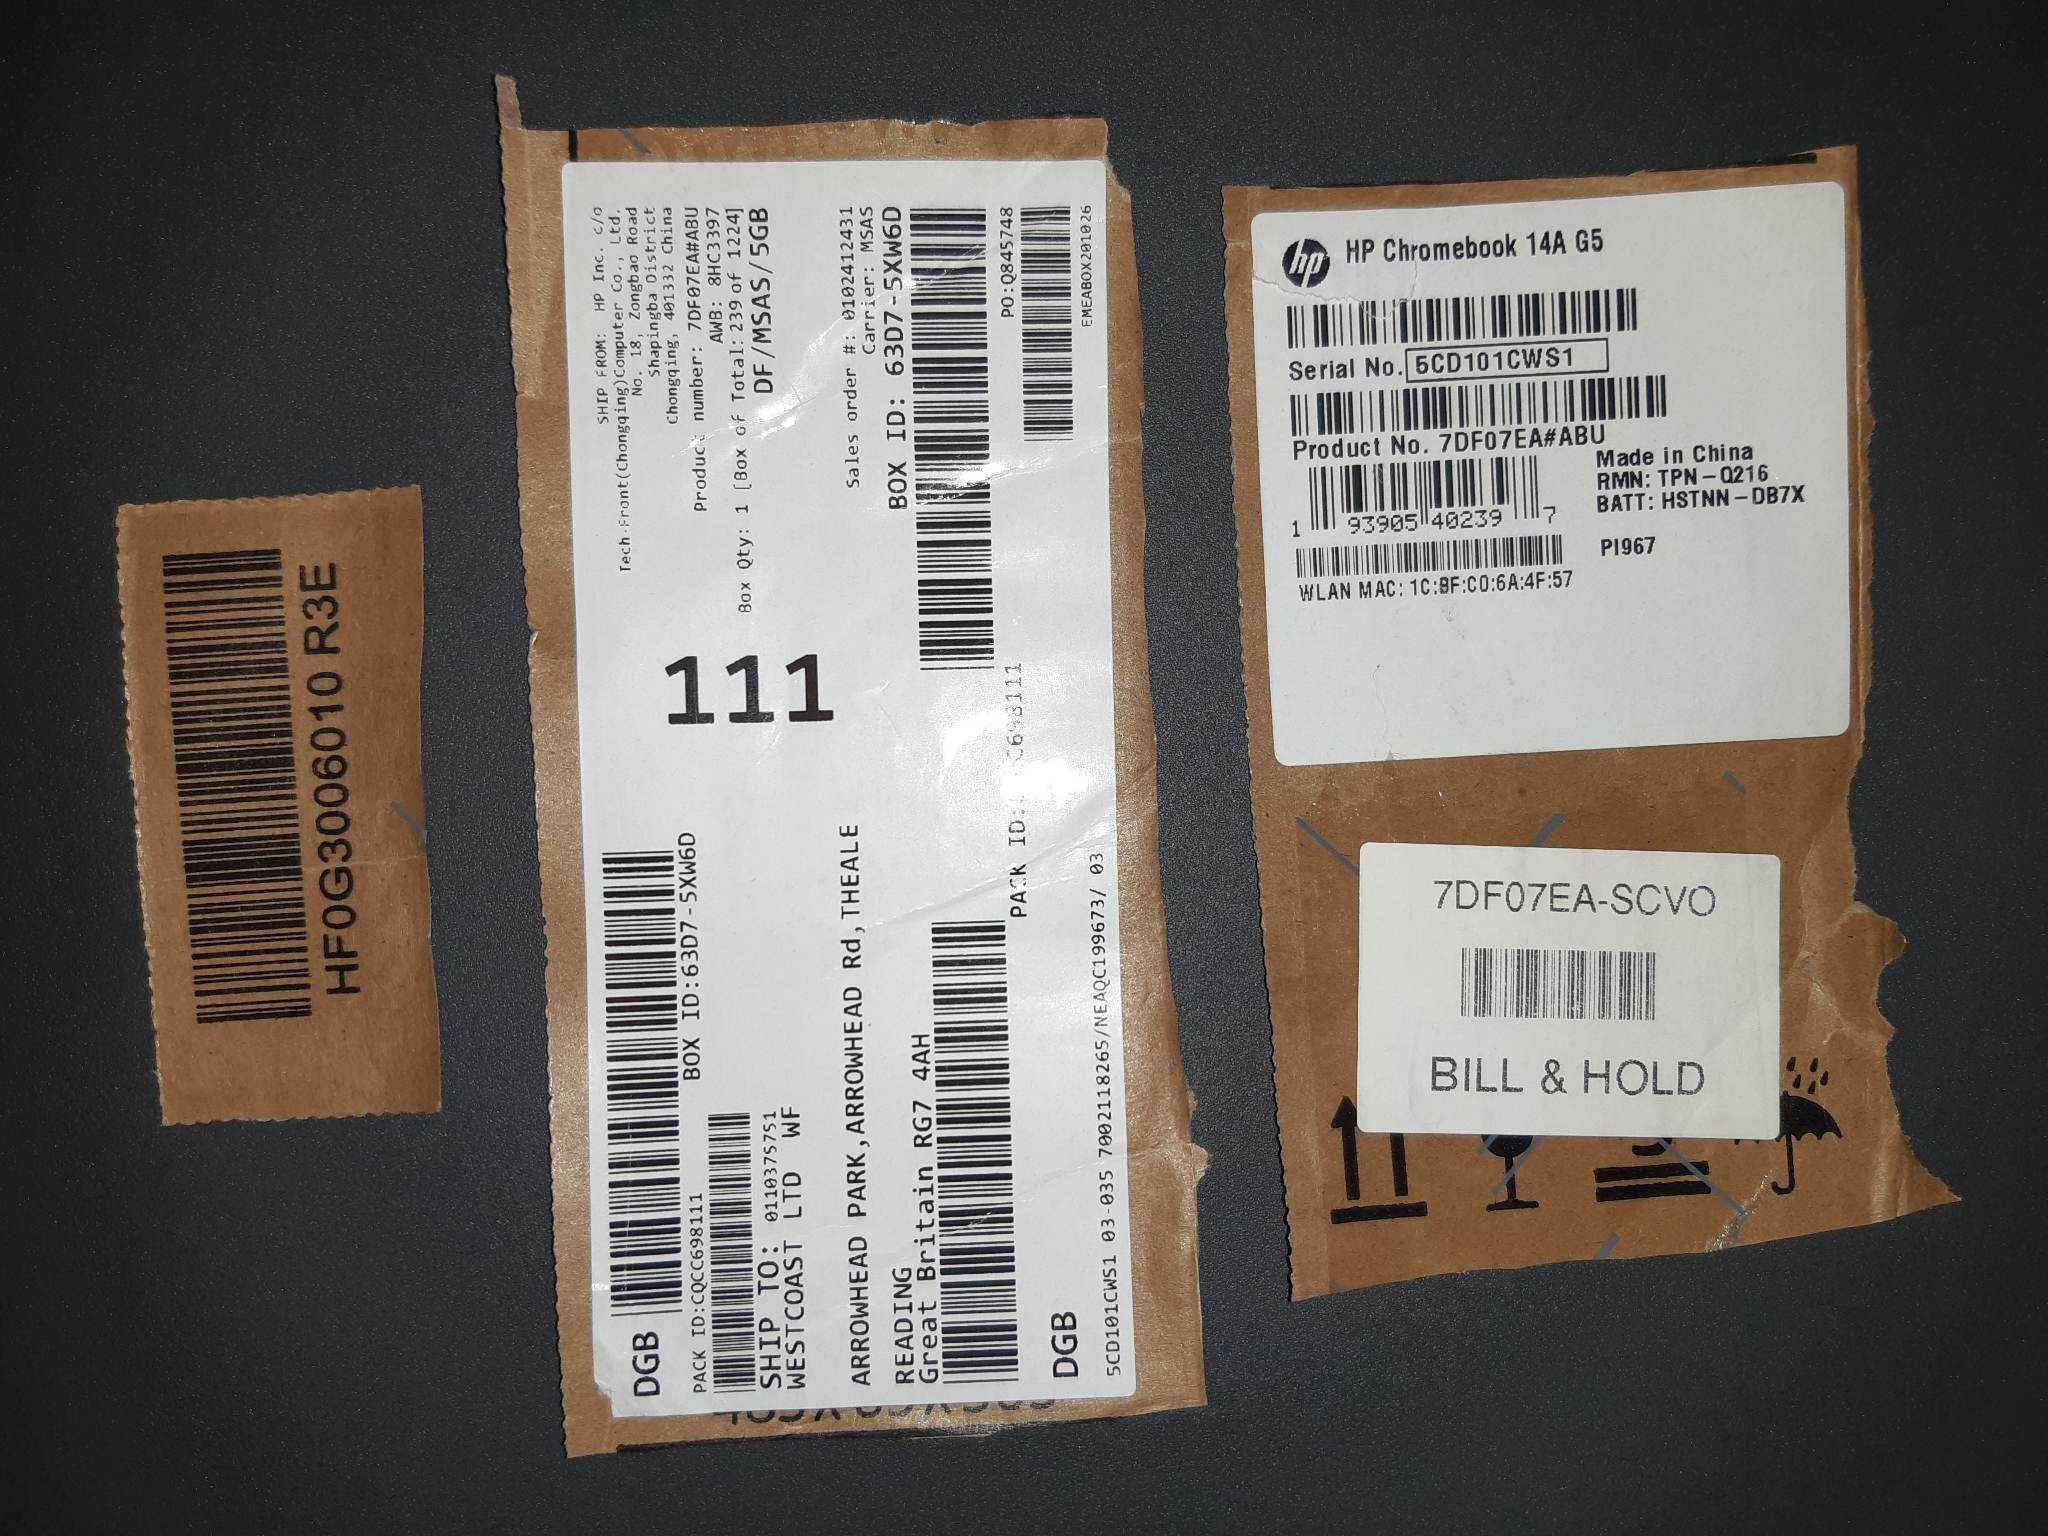 HF0G3006010 R3E
SHIP FROM: HP Inc. c/o
Tech-Front(Chongqing)Computer Co., Ltd.
No. 18, Zongbao Road
Shapingba District
Chongqing, 401332 China
Product number: 7DF07EA#ABU
AWB: 8HC3397
Box Qty: 1 [Box of Total: 239 of 1224]
DF/MSAS/5GB
111
Sales order #: 0102412431
Carrier: MSAS
BOX ID: 63D7-5XW6D
PO:Q845748
EMEABOX201026
DGB
BOX ID:63D7-5XW6D
PACK ID:CQCC698111
SHIP TO: 0110375751
WESTCOAST LTD WF
ARROWHEAD PARK,ARROWHEAD Rd,THEALE
READING
Great Britain RG7 4AH
PACK ID:
DGB
5CD101CWS1 03-035 7002118265/NEAQC199673/ 03
hp
HP Chromebook 14A G5
Serial No. 5CD101CWS1
Product No. 7DF07EA#ABU
Made in China
RMN: TPN-Q216
BATT: HSTNN-DB7X
1 93905 40239 7
PI967
WLAN MAC: 1C:BF:C0:6A:4F:57
7DF07EA-SCVO
BILL & HOLD